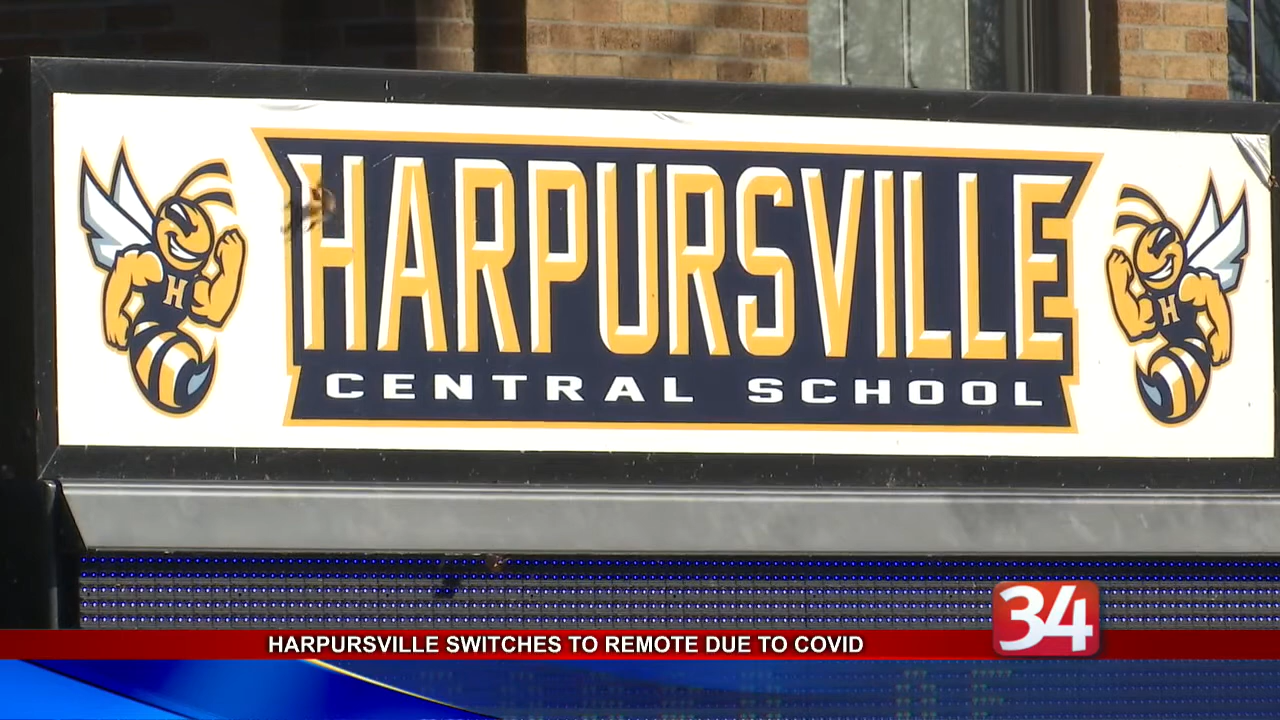 HARPURSVILLE
CENTRAL SCHOOL
H
H
34
HARPURSVILLE SWITCHES TO REMOTE DUE TO COVID